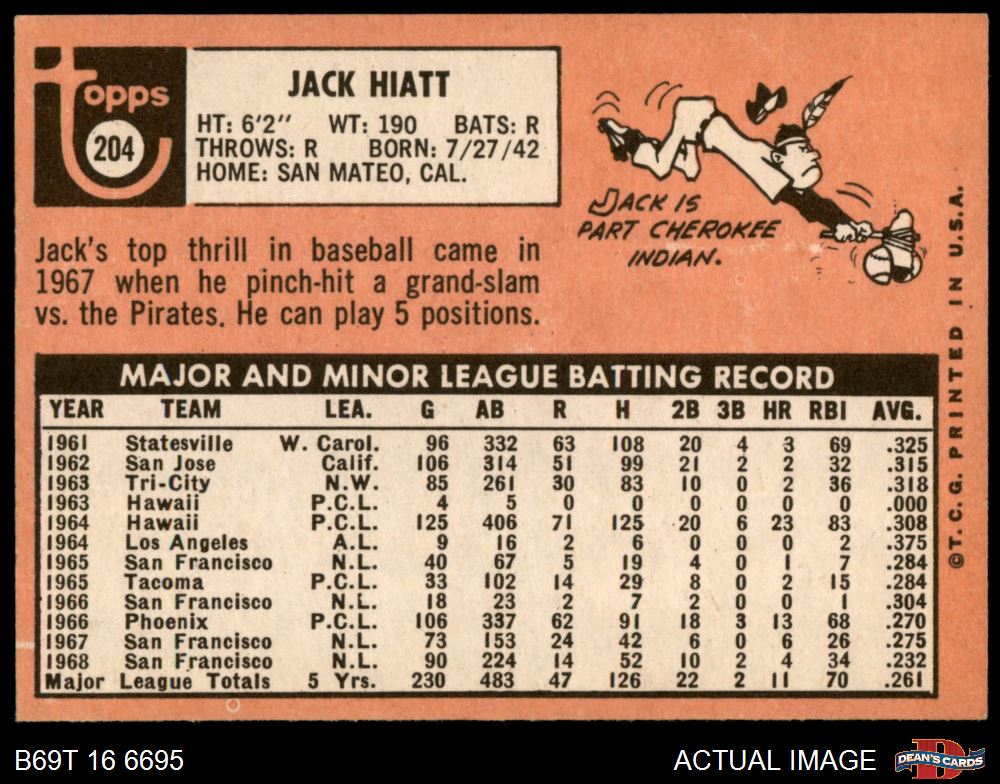 Topps
204
JACK HIATT
HT: 6'2" WT: 190 BATS: R
THROWS: R BORN: 7/27/42
HOME: SAN MATEO, CAL.
JACK IS
PART CHEROKEE
INDIAN.
Jack's top thrill in baseball came in
1967 when he pinch-hit a grand-slam
vs. the Pirates. He can play 5 positions.
MAJOR AND MINOR LEAGUE BATTING RECORD
YEAR TEAM LEA. G AB R H 2B 3B HR RBI AVG.
1961 Statesville W. Carol. 96 332 63 108 20 4 3 69 .325
1962 San Jose Calif. 106 314 51 99 21 2 2 32 .315
1963 Tri-City N.W. 85 261 30 83 10 0 2 36 .318
1963 Hawaii P.C.L. 4 5 0 0 0 0 0 0 .000
1964 Hawaii P.C.L. 125 406 71 125 20 6 23 83 .308
1964 Los Angeles A.L. 9 16 2 6 0 0 0 2 .375
1965 San Francisco N.L. 40 67 5 19 4 0 1 7 .284
1965 Tacoma P.C.L. 33 102 14 29 8 0 2 15 .284
1966 San Francisco N.L. 18 23 2 7 2 0 0 1 .304
1966 Phoenix P.C.L. 106 337 62 91 18 3 13 68 .270
1967 San Francisco N.L. 73 153 24 42 6 0 6 26 .275
1968 San Francisco N.L. 90 224 14 52 10 2 4 34 .232
Major League Totals 5 Yrs. 230 483 47 126 22 2 11 70 .261
©T.C.G. PRINTED IN U.S.A.
B69T 16 6695
ACTUAL IMAGE
DEAN'S CARDS